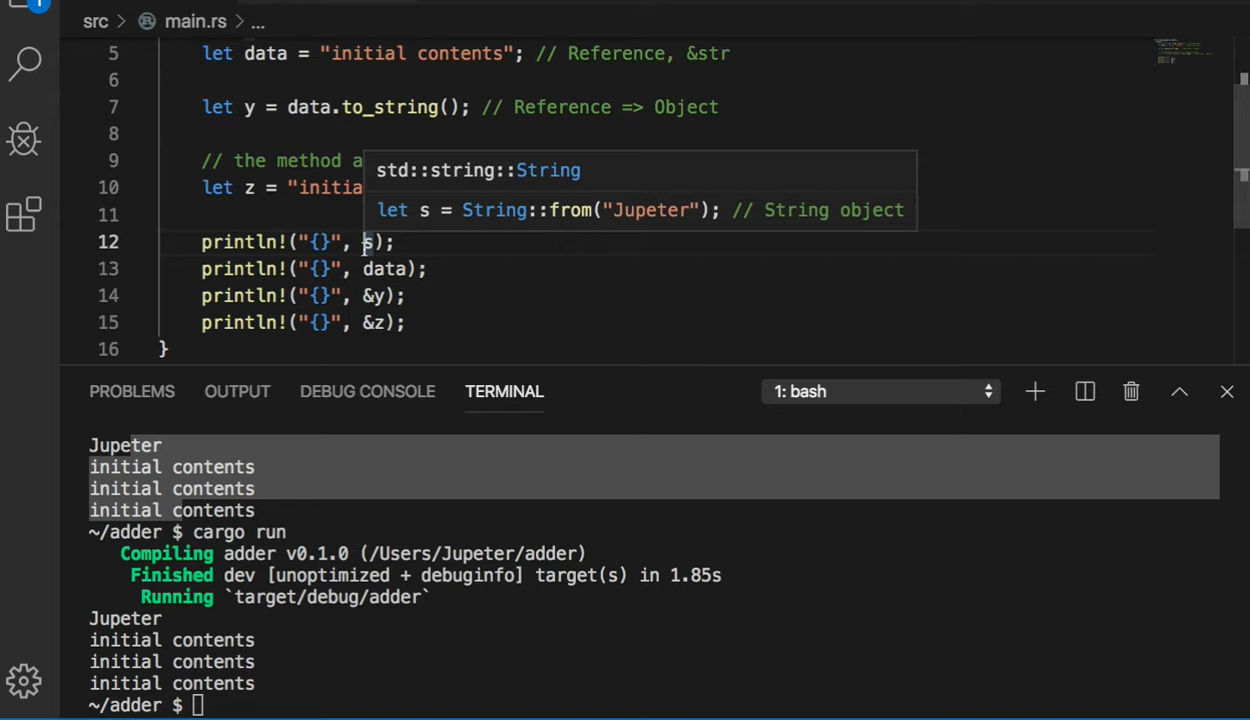 1
src > main.rs > ...
5 let data = "initial contents"; // Reference, &str
6
7 let y = data.to_string(); // Reference => Object
8
9 // the method a
std::string::String
10 let z = "initia
let s = String::from("Jupeter"); // String object
11
12 println!("{}", s);
13 println!("{}", data);
14 println!("{}", &y);
15 println!("{}", &z);
16 }
PROBLEMS OUTPUT DEBUG CONSOLE TERMINAL 1: bash
Jupeter
initial contents
initial contents
initial contents
~/adder $ cargo run
Compiling adder v0.1.0 (/Users/Jupeter/adder)
Finished dev [unoptimized + debuginfo] target(s) in 1.85s
Running `target/debug/adder`
Jupeter
initial contents
initial contents
initial contents
~/adder $